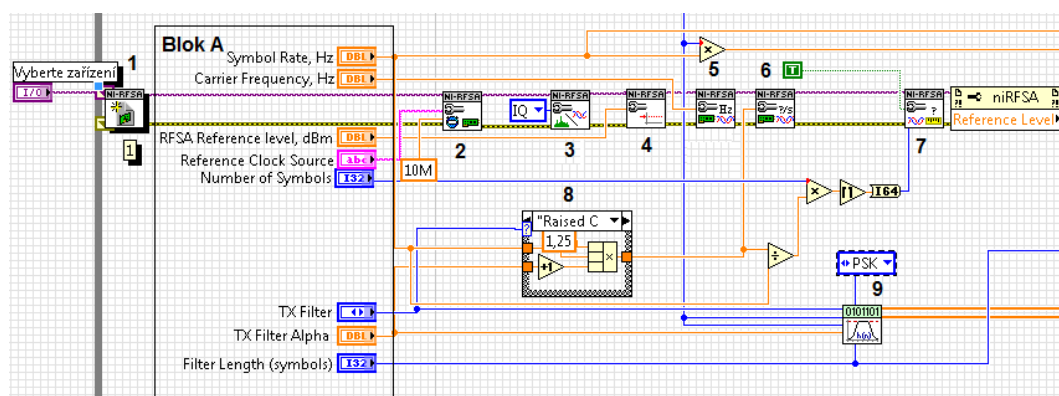 Blok A
1
Vyberte zařízení
I/O
NI-RFSA
1
Symbol Rate, Hz
DBL
Carrier Frequency, Hz
DBL
RFSA Reference level, dBm
DBL
Reference Clock Source
abc
Number of Symbols
I32
TX Filter
TX Filter Alpha
DBL
Filter Length (symbols)
I32
NI-RFSA
2
10M
IQ
NI-RFSA
3
NI-RFSA
4
×
5
NI-RFSA
Hz
6
T
NI-RFSA
?/s
NI-RFSA
?
7
niRFSA
Reference Level
8
"Raised C
?
1,25
+1
×
÷
×
I64
PSK
9
0101101
h(n)